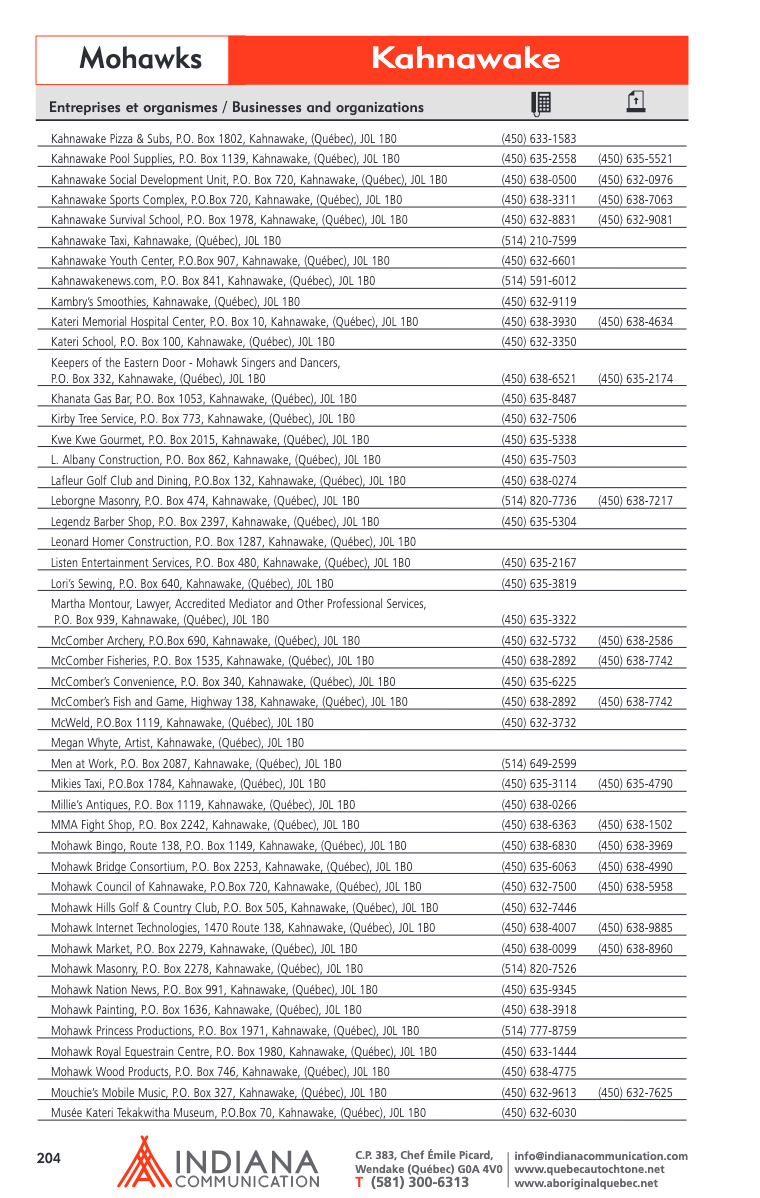 Mohawks Kahnawake
Entreprises et organismes / Businesses and organizations
Kahnawake Pizza & Subs, P.O. Box 1802, Kahnawake, (Québec), J0L 1B0 (450) 633-1583
Kahnawake Pool Supplies, P.O. Box 1139, Kahnawake, (Québec), J0L 1B0 (450) 635-2558 (450) 635-5521
Kahnawake Social Development Unit, P.O. Box 720, Kahnawake, (Québec), J0L 1B0 (450) 638-0500 (450) 632-0976
Kahnawake Sports Complex, P.O.Box 720, Kahnawake, (Québec), J0L 1B0 (450) 638-3311 (450) 638-7063
Kahnawake Survival School, P.O. Box 1978, Kahnawake, (Québec), J0L 1B0 (450) 632-8831 (450) 632-9081
Kahnawake Taxi, Kahnawake, (Québec), J0L 1B0 (514) 210-7599
Kahnawake Youth Center, P.O.Box 907, Kahnawake, (Québec), J0L 1B0 (450) 632-6601
Kahnawakenews.com, P.O. Box 841, Kahnawake, (Québec), J0L 1B0 (514) 591-6012
Kambry's Smoothies, Kahnawake, (Québec), J0L 1B0 (450) 632-9119
Kateri Memorial Hospital Center, P.O. Box 10, Kahnawake, (Québec), J0L 1B0 (450) 638-3930 (450) 638-4634
Kateri School, P.O. Box 100, Kahnawake, (Québec), J0L 1B0 (450) 632-3350
Keepers of the Eastern Door - Mohawk Singers and Dancers,
P.O. Box 332, Kahnawake, (Québec), J0L 1B0 (450) 638-6521 (450) 635-2174
Khanata Gas Bar, P.O. Box 1053, Kahnawake, (Québec), J0L 1B0 (450) 635-8487
Kirby Tree Service, P.O. Box 773, Kahnawake, (Québec), J0L 1B0 (450) 632-7506
Kwe Kwe Gourmet, P.O. Box 2015, Kahnawake, (Québec), J0L 1B0 (450) 635-5338
L. Albany Construction, P.O. Box 862, Kahnawake, (Québec), J0L 1B0 (450) 635-7503
Lafleur Golf Club and Dining, P.O.Box 132, Kahnawake, (Québec), J0L 1B0 (450) 638-0274
Leborgne Masonry, P.O. Box 474, Kahnawake, (Québec), J0L 1B0 (514) 820-7736 (450) 638-7217
Legendz Barber Shop, P.O. Box 2397, Kahnawake, (Québec), J0L 1B0 (450) 635-5304
Leonard Homer Construction, P.O. Box 1287, Kahnawake, (Québec), J0L 1B0
Listen Entertainment Services, P.O. Box 480, Kahnawake, (Québec), J0L 1B0 (450) 635-2167
Lori's Sewing, P.O. Box 640, Kahnawake, (Québec), J0L 1B0 (450) 635-3819
Martha Montour, Lawyer, Accredited Mediator and Other Professional Services,
P.O. Box 939, Kahnawake, (Québec), J0L 1B0 (450) 635-3322
McComber Archery, P.O.Box 690, Kahnawake, (Québec), J0L 1B0 (450) 632-5732 (450) 638-2586
McComber Fisheries, P.O. Box 1535, Kahnawake, (Québec), J0L 1B0 (450) 638-2892 (450) 638-7742
McComber's Convenience, P.O. Box 340, Kahnawake, (Québec), J0L 1B0 (450) 635-6225
McComber's Fish and Game, Highway 138, Kahnawake, (Québec), J0L 1B0 (450) 638-2892 (450) 638-7742
McWeld, P.O.Box 1119, Kahnawake, (Québec), J0L 1B0 (450) 632-3732
Megan Whyte, Artist, Kahnawake, (Québec), J0L 1B0
Men at Work, P.O. Box 2087, Kahnawake, (Québec), J0L 1B0 (514) 649-2599
Mikies Taxi, P.O.Box 1784, Kahnawake, (Québec), J0L 1B0 (450) 635-3114 (450) 635-4790
Millie's Antiques, P.O. Box 1119, Kahnawake, (Québec), J0L 1B0 (450) 638-0266
MMA Fight Shop, P.O. Box 2242, Kahnawake, (Québec), J0L 1B0 (450) 638-6363 (450) 638-1502
Mohawk Bingo, Route 138, P.O. Box 1149, Kahnawake, (Québec), J0L 1B0 (450) 638-6830 (450) 638-3969
Mohawk Bridge Consortium, P.O. Box 2253, Kahnawake, (Québec), J0L 1B0 (450) 635-6063 (450) 638-4990
Mohawk Council of Kahnawake, P.O.Box 720, Kahnawake, (Québec), J0L 1B0 (450) 632-7500 (450) 638-5958
Mohawk Hills Golf & Country Club, P.O. Box 505, Kahnawake, (Québec), J0L 1B0 (450) 632-7446
Mohawk Internet Technologies, 1470 Route 138, Kahnawake, (Québec), J0L 1B0 (450) 638-4007 (450) 638-9885
Mohawk Market, P.O. Box 2279, Kahnawake, (Québec), J0L 1B0 (450) 638-0099 (450) 638-8960
Mohawk Masonry, P.O. Box 2278, Kahnawake, (Québec), J0L 1B0 (514) 820-7526
Mohawk Nation News, P.O. Box 991, Kahnawake, (Québec), J0L 1B0 (450) 635-9345
Mohawk Painting, P.O. Box 1636, Kahnawake, (Québec), J0L 1B0 (450) 638-3918
Mohawk Princess Productions, P.O. Box 1971, Kahnawake, (Québec), J0L 1B0 (514) 777-8759
Mohawk Royal Equestrain Centre, P.O. Box 1980, Kahnawake, (Québec), J0L 1B0 (450) 633-1444
Mohawk Wood Products, P.O. Box 746, Kahnawake, (Québec), J0L 1B0 (450) 638-4775
Mouchie's Mobile Music, P.O. Box 327, Kahnawake, (Québec), J0L 1B0 (450) 632-9613 (450) 632-7625
Musée Kateri Tekakwitha Museum, P.O.Box 70, Kahnawake, (Québec), J0L 1B0 (450) 632-6030
204
INDIANA
COMMUNICATION
C.P. 383, Chef Émile Picard,
Wendake (Québec) G0A 4V0
T (581) 300-6313
info@indianacommunication.com
www.quebecautochtone.net
www.aboriginalquebec.net